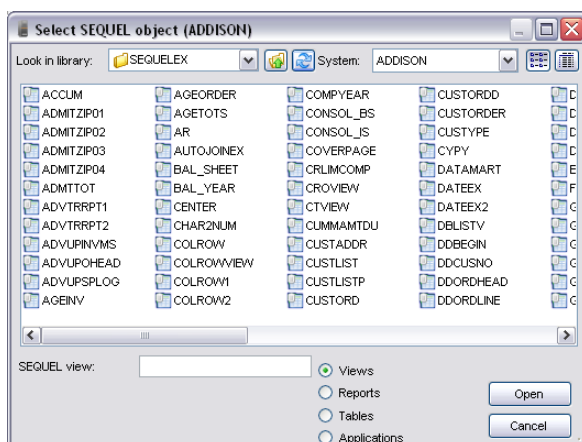 Select SEQUEL object (ADDISON)
Look in library: SEQUELEX System: ADDISON
ACCUM AGEORDER COMPYEAR CUSTORDD D
ADMITZIP01 AGETOTS CONSOL_BS CUSTORDER D
ADMITZIP02 AR CONSOL_IS CUSTYPE D
ADMITZIP03 AUTOJOINEX COVERPAGE CYPY D
ADMITZIP04 BAL_SHEET CRLIMCOMP DATAMART E
ADMTTOT BAL_YEAR CROVIEW DATEEX F
ADVTRRPT1 CENTER CTVIEW DATEEX2 G
ADVTRRPT2 CHAR2NUM CUMMAMTDU DBLISTV G
ADVUPINVMS COLROW CUSTADDR DDBEGIN G
ADVUPOHEAD COLROWVIEW CUSTLIST DDCUSNO G
ADVUPSPLOG COLROW1 CUSTLISTP DDORDHEAD G
AGEINV COLROW2 CUSTORD DDORDLINE G
SEQUEL view:
Views
Reports
Tables
Applications
Open
Cancel